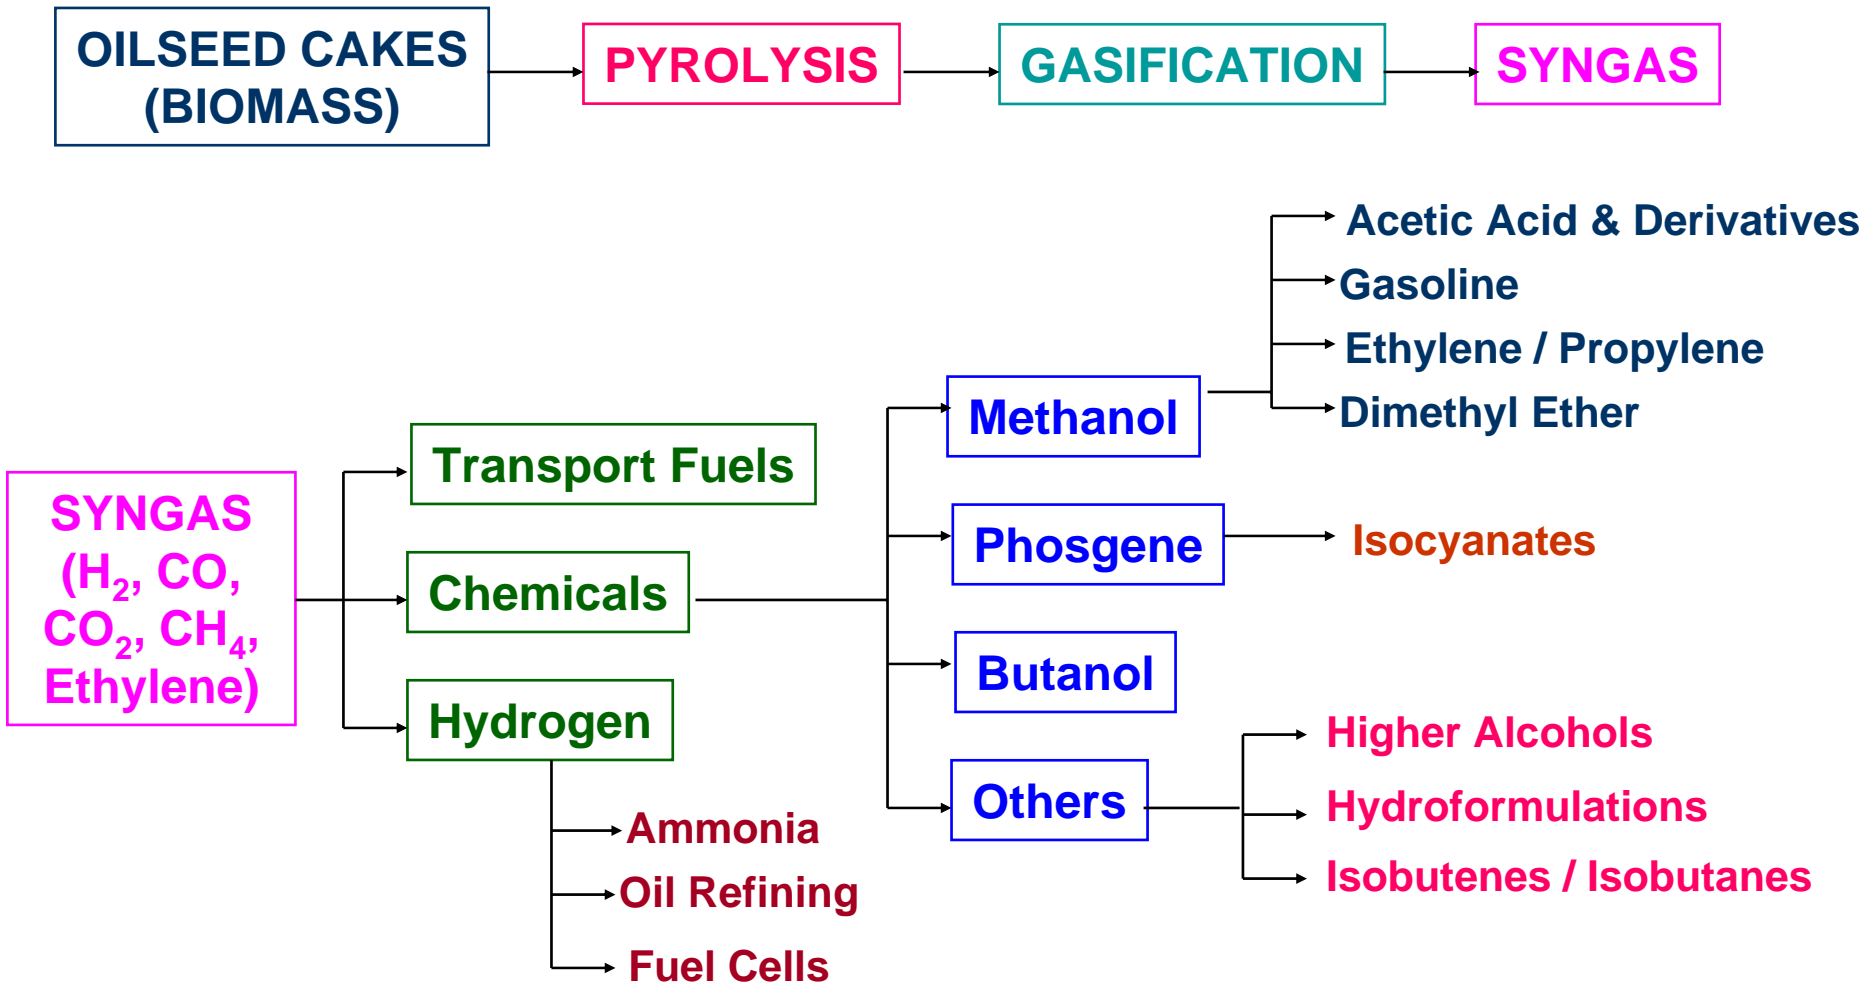 OILSEED CAKES
(BIOMASS)
PYROLYSIS
GASIFICATION
SYNGAS
SYNGAS
(H₂, CO,
CO₂, CH₄,
Ethylene)
Transport Fuels
Chemicals
Hydrogen
Ammonia
Oil Refining
Fuel Cells
Methanol
Phosgene
Butanol
Others
Acetic Acid & Derivatives
Gasoline
Ethylene / Propylene
Dimethyl Ether
Isocyanates
Higher Alcohols
Hydroformulations
Isobutenes / Isobutanes